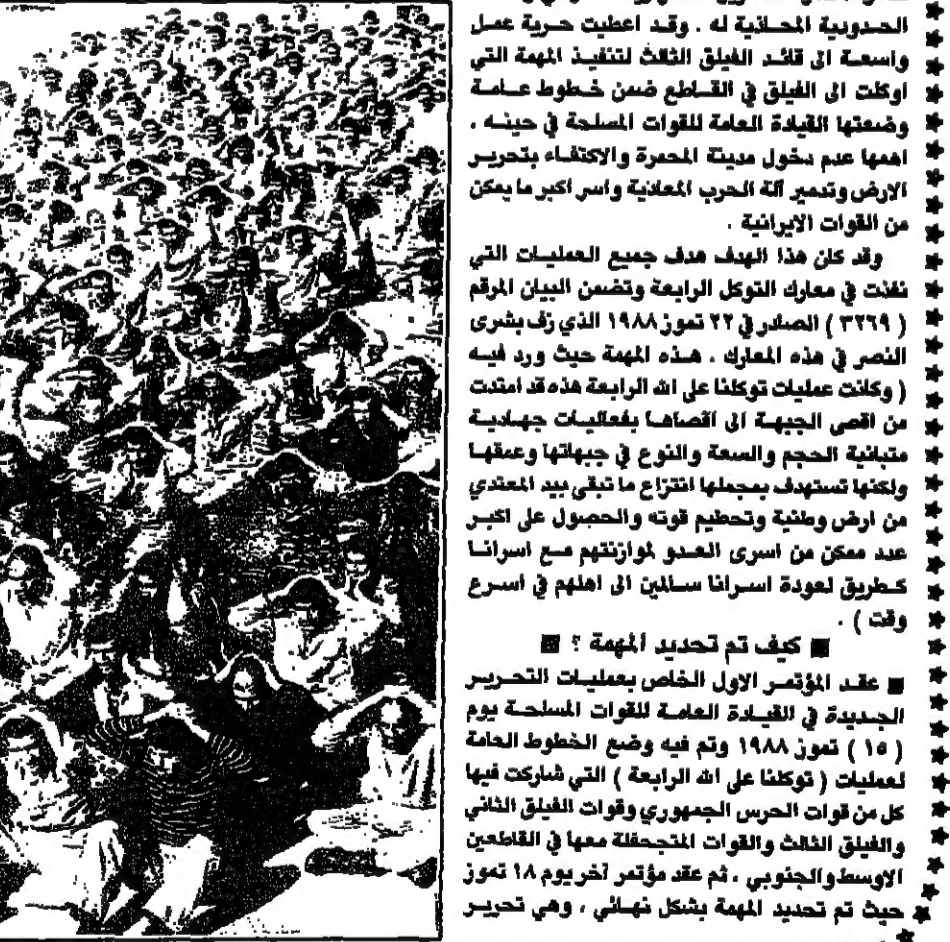 الحدودية المحاذية له . وقد اعطيت حرية عمل
واسعة الى قائد الفيلق الثالث لتنفيذ المهمة التي
اوكلت الى الفيلق في القاطع ضمن خطوط عامة
وضعتها القيادة العامة للقوات المسلحة في حينه .
اهمها عدم دخول مدينة المحمرة والاكتفاء بتحرير
الارض وتدمير آلة الحرب المعادية واسر اكبر ما يمكن
من القوات الايرانية .
وقد كان هذا الهدف هدف جميع العمليات التي
نفذت في معارك التوكل الرابعة وتضمن البيان المرقم
( ٣٢٦٩ ) الصادر في ٢٢ تموز ١٩٨٨ الذي زف بشرى
النصر في هذه المعارك . هذه المهمة حيث ورد فيه
( وكانت عمليات توكلنا على الله الرابعة هذه قد امتدت
من اقصى الجبهة الى اقصاها بفعاليات جهادية
متباينة الحجم والسعة والنوع في جبهاتها وعمقها
ولكنها تستهدف بمجملها انتزاع ما تبقى بيد المعتدي
من ارض وطنية وتحطيم قوته والحصول على اكبر
عدد ممكن من اسرى العدو لموازنتهم مع اسرانا
كطريق لعودة اسرانا سالمين الى اهلهم في اسرع
وقت ) .
■ كيف تم تحديد المهمة ؟ ■
■ عقد المؤتمر الاول الخاص بعمليات التحرير
الجديدة في القيادة العامة للقوات المسلحة يوم
( ١٥ ) تموز ١٩٨٨ وتم فيه وضع الخطوط العامة
لعمليات ( توكلنا على الله الرابعة ) التي شاركت فيها
كل من قوات الحرس الجمهوري وقوات الفيلق الثاني
والفيلق الثالث والقوات المتجحفلة معها في القاطعين
الاوسط والجنوبي ، ثم عقد مؤتمر آخر يوم ١٨ تموز
حيث تم تحديد المهمة بشكل نهائي ، وهي تحرير